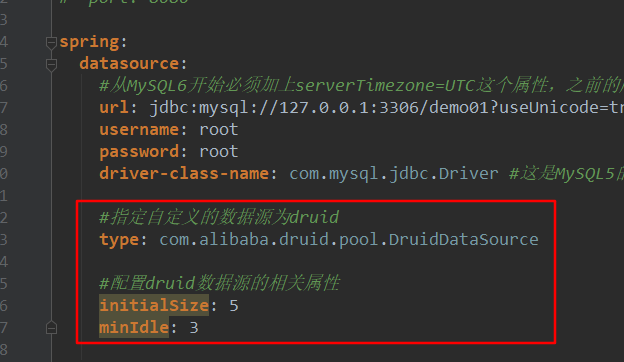 spring:
datasource:
#从MySQL6开始必须加上serverTimezone=UTC这个属性，之前的
url: jdbc:mysql://127.0.0.1:3306/demo01?useUnicode=tr
username: root
password: root
driver-class-name: com.mysql.jdbc.Driver #这是MySQL5
#指定自定义的数据源为druid
type: com.alibaba.druid.pool.DruidDataSource
#配置druid数据源的相关属性
initialSize: 5
minIdle: 3